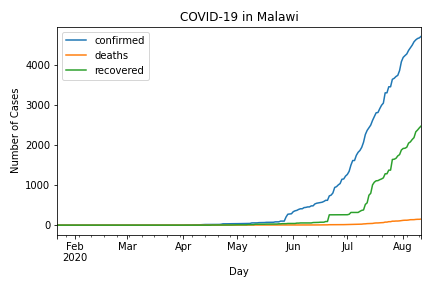 COVID-19 in Malawi
confirmed
deaths
recovered
Number of Cases
4000
3000
2000
1000
0
Feb Mar Apr May Jun Jul Aug
2020
Day